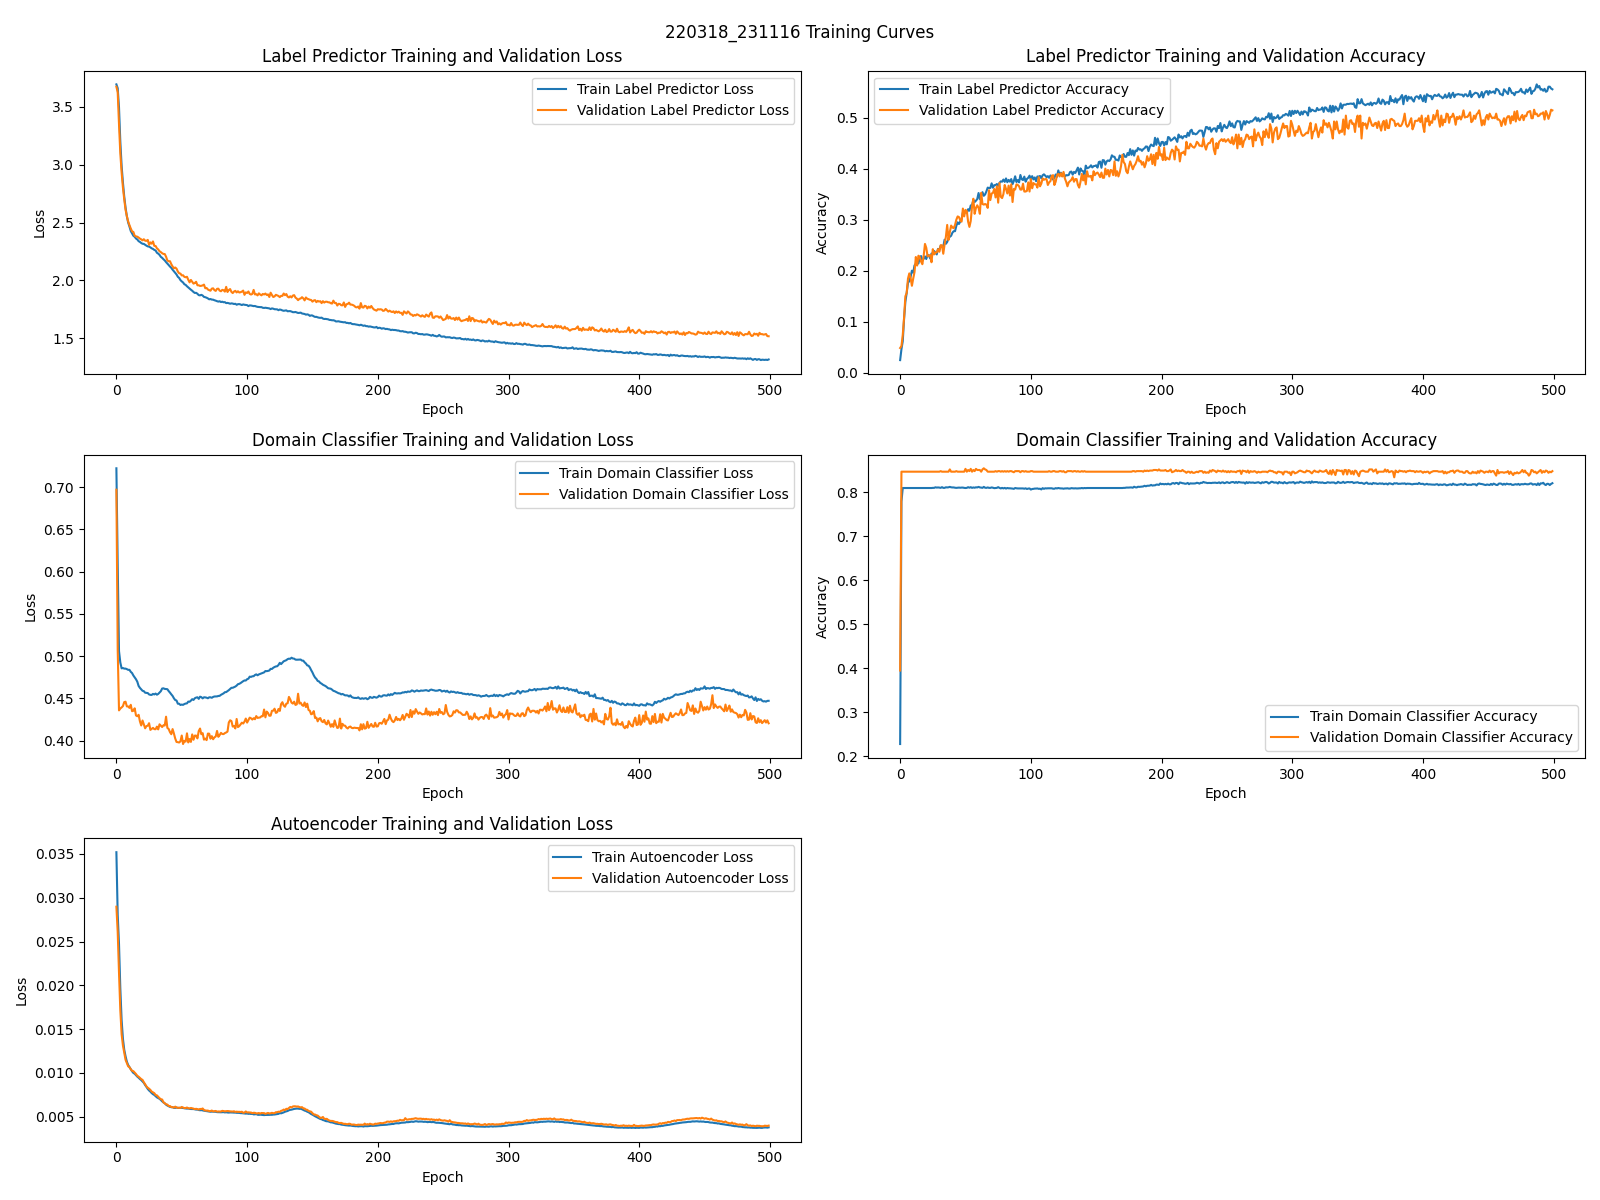 220318_231116 Training Curves
Label Predictor Training and Validation Loss
Train Label Predictor Loss
Validation Label Predictor Loss
3.5
3.0
2.5
2.0
1.5
Loss
0 100 200 300 400 500
Epoch
Label Predictor Training and Validation Accuracy
Train Label Predictor Accuracy
Validation Label Predictor Accuracy
0.5
0.4
0.3
0.2
0.1
0.0
Accuracy
0 100 200 300 400 500
Epoch
Domain Classifier Training and Validation Loss
Train Domain Classifier Loss
Validation Domain Classifier Loss
0.70
0.65
0.60
0.55
0.50
0.45
0.40
Loss
0 100 200 300 400 500
Epoch
Domain Classifier Training and Validation Accuracy
0.8
0.7
0.6
0.5
0.4
0.3
0.2
Accuracy
Train Domain Classifier Accuracy
Validation Domain Classifier Accuracy
0 100 200 300 400 500
Epoch
Autoencoder Training and Validation Loss
Train Autoencoder Loss
Validation Autoencoder Loss
0.035
0.030
0.025
0.020
0.015
0.010
0.005
Loss
0 100 200 300 400 500
Epoch